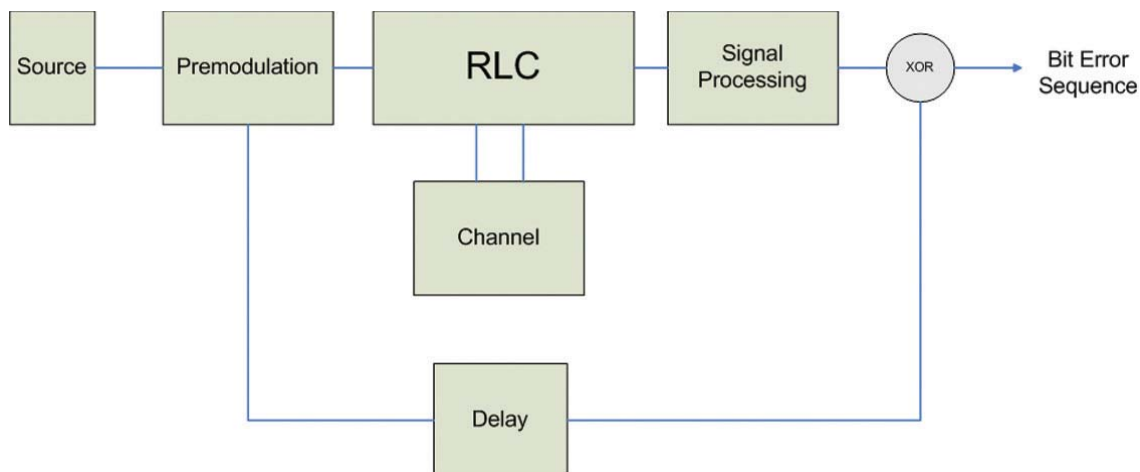 Source
Premodulation
RLC
Signal
Processing
XOR
Bit Error
Sequence
Channel
Delay